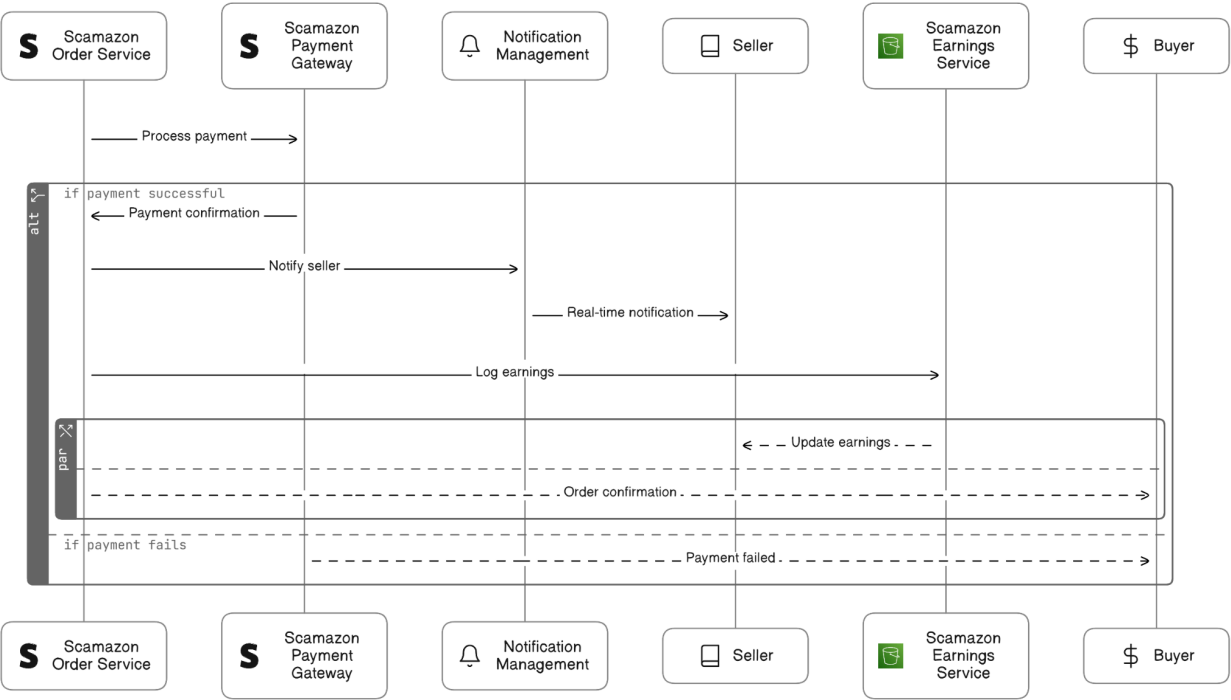 Scamazon
Order Service
Scamazon
Payment
Gateway
Notification
Management
Seller
Scamazon
Earnings
Service
Buyer
Process payment
alt
if payment successful
Payment confirmation
Notify seller
Real-time notification
Log earnings
par
Update earnings
Order confirmation
if payment fails
Payment failed
Scamazon
Order Service
Scamazon
Payment
Gateway
Notification
Management
Seller
Scamazon
Earnings
Service
Buyer